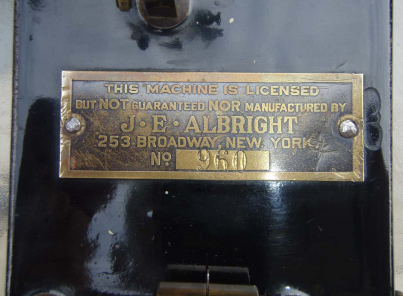 THIS MACHINE IS LICENSED
BUT NOT GUARANTEED NOR MANUFACTURED BY
J·E·ALBRIGHT
253 BROADWAY, NEW YORK.
No 960